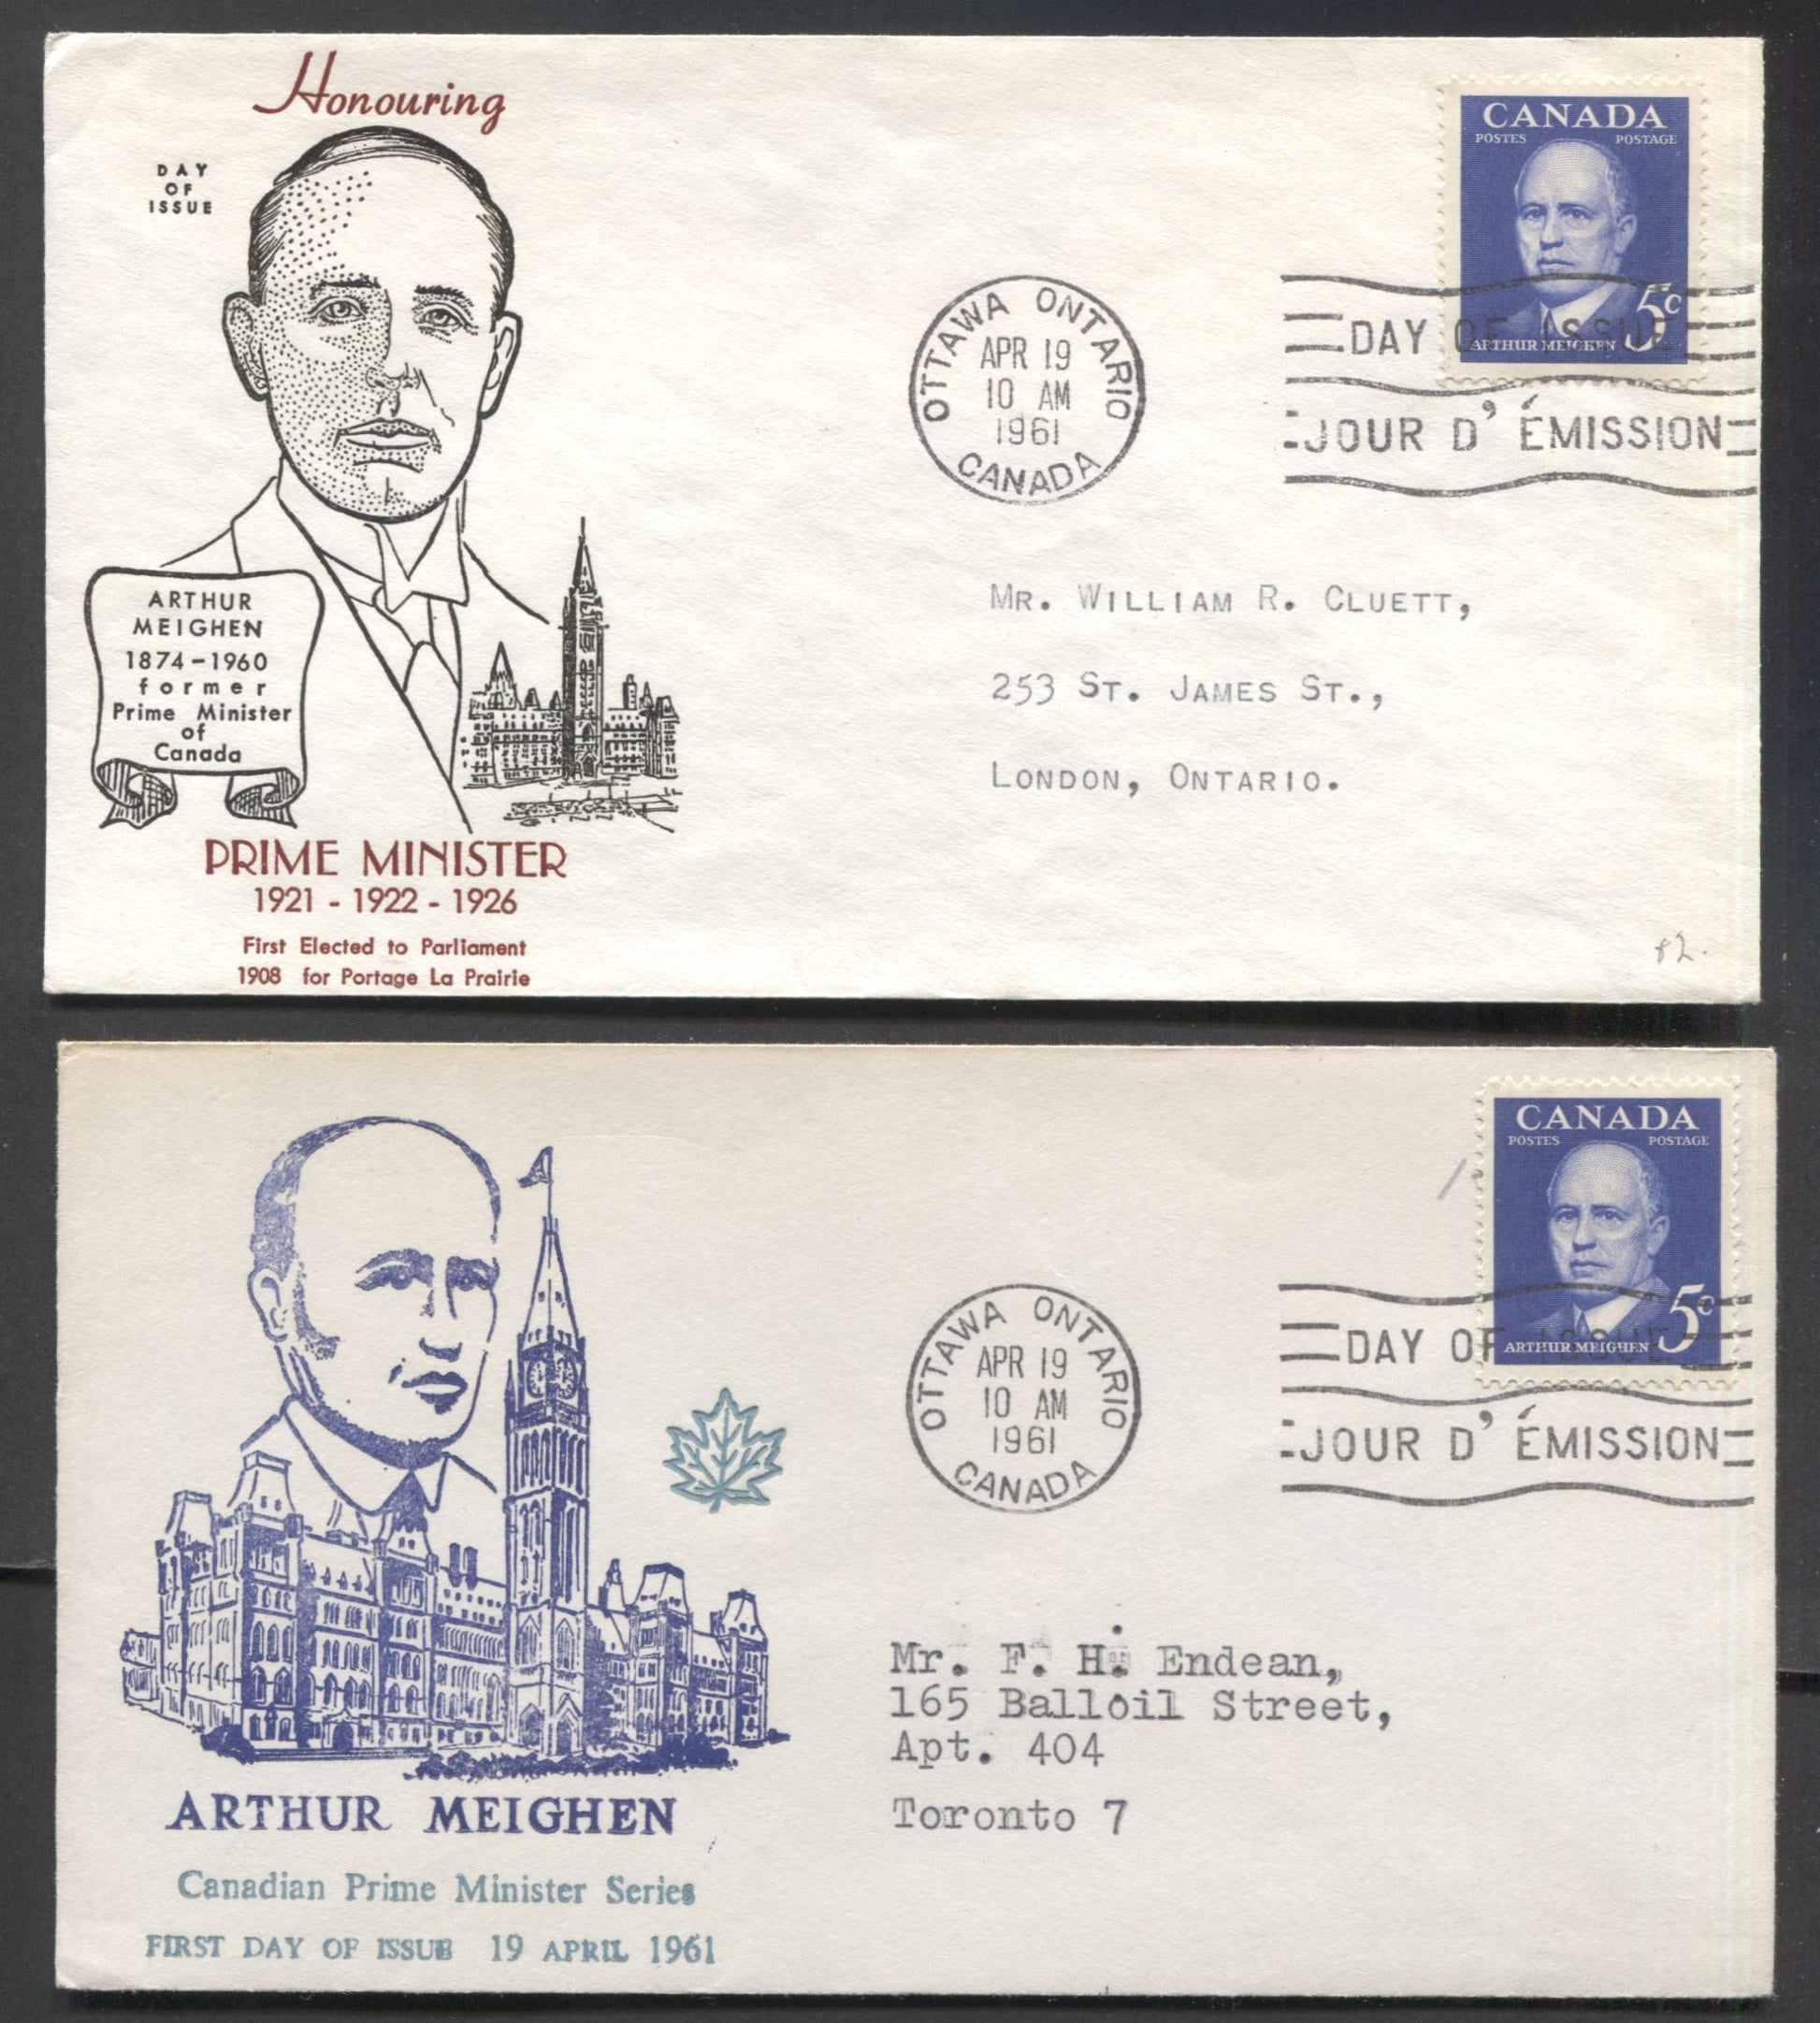 Honouring
DAY
OF
ISSUE
ARTHUR
MEIGHEN
1874-1960
former
Prime Minister
of
Canada
PRIME MINISTER
1921 - 1922 - 1926
First Elected to Parliament
1908 for Portage La Prairie
OTTAWA ONTARIO
APR 19
10 AM
1961
CANADA
CANADA
POSTES POSTAGE
5c
ARTHUR MEIGHEN
DAY OF ISSUE
JOUR D' ÉMISSION
MR. WILLIAM R. CLUETT,
253 ST. JAMES ST.,
LONDON, ONTARIO.
ARTHUR MEIGHEN
Canadian Prime Minister Series
FIRST DAY OF ISSUE 19 APRIL 1961
OTTAWA ONTARIO
APR 19
10 AM
1961
CANADA
CANADA
POSTES POSTAGE
5c
ARTHUR MEIGHEN
DAY OF ISSUE
JOUR D' ÉMISSION
Mr. F. H. Endean,
165 Balloil Street,
Apt. 404
Toronto 7